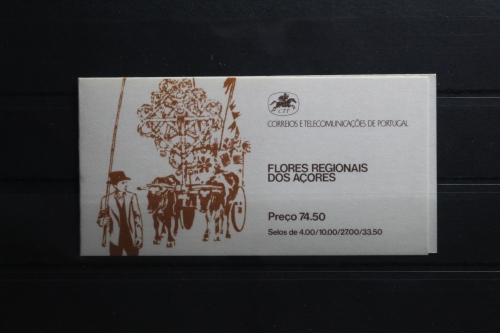 CTT
CORREIOS E TELECOMUNICAÇÕES DE PORTUGAL
FLORES REGIONAIS
DOS AÇORES
Preço 74.50
Selos de 4.00/10.00/27.00/33.50